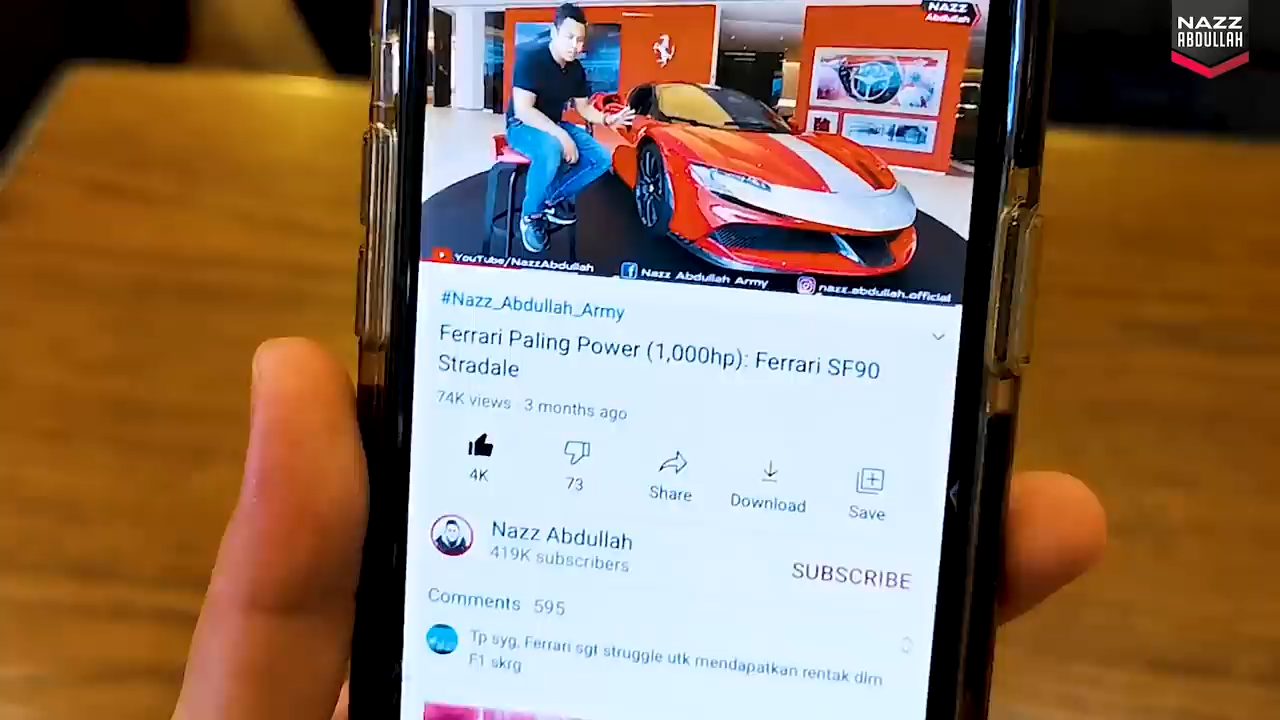 NAZZ
ABDULLAH
NAZZ
Abdullah
YouTube/NazzAbdullah
Nazz Abdullah Army
nazz.abdullah.official
#Nazz_Abdullah_Army
Ferrari Paling Power (1,000hp): Ferrari SF90
Stradale
74K views · 3 months ago
4K
73
Share
Download
Save
Nazz Abdullah
419K subscribers
SUBSCRIBE
Comments 595
Tp syg, Ferrari sgt struggle utk mendapatkan rentak dlm
F1 skrg